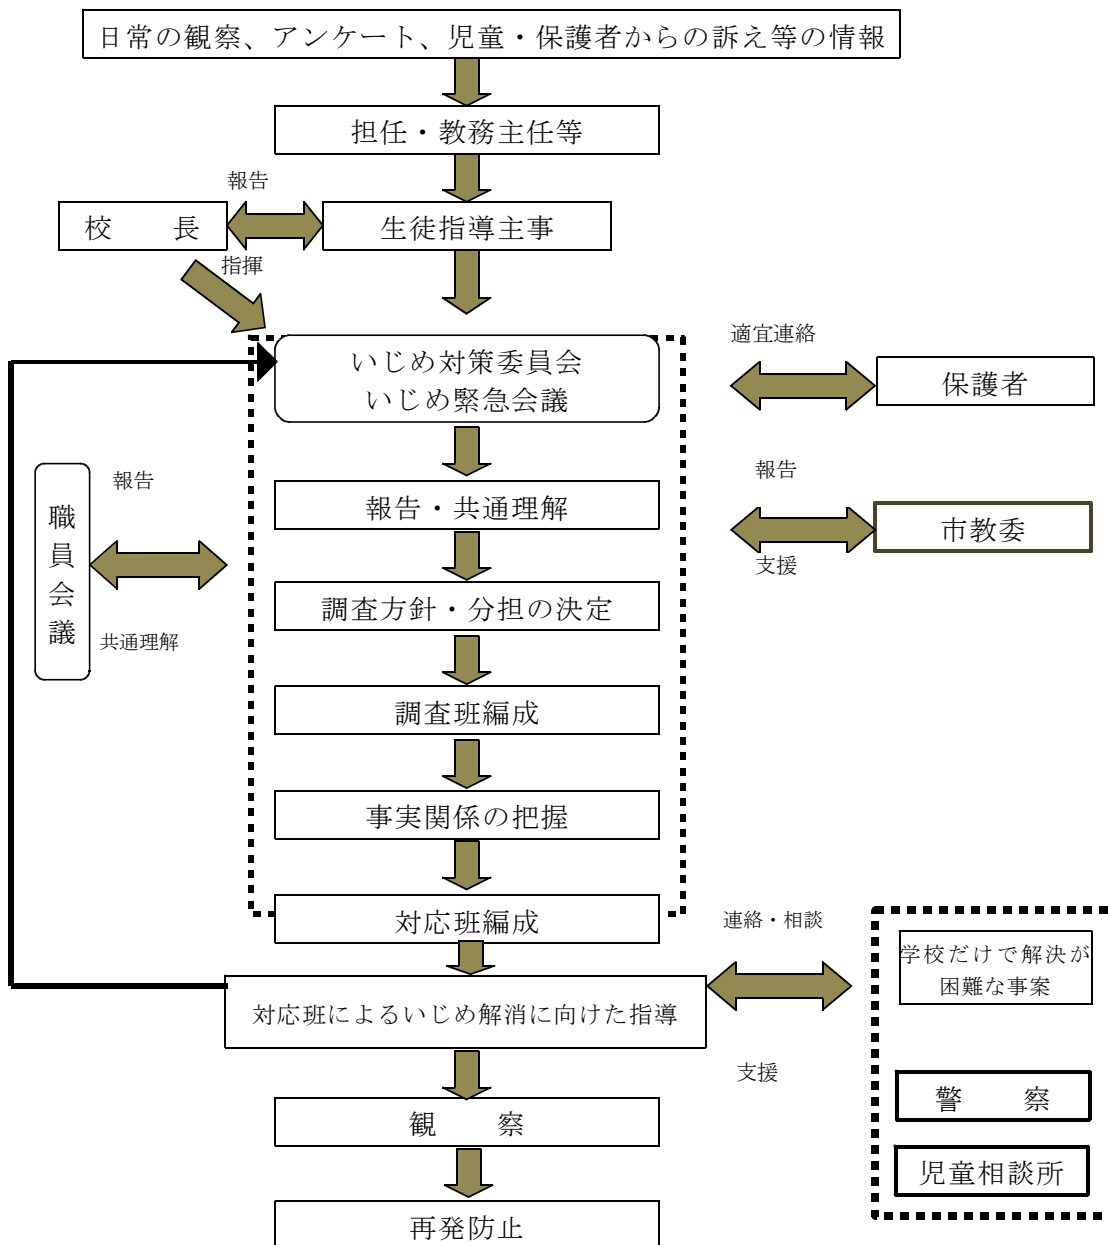 日常の観察、アンケート、児童・保護者からの訴え等の情報
担任・教務主任等
報告
校　　長
生徒指導主事
指揮
いじめ対策委員会
いじめ緊急会議
適宜連絡
保護者
報告
職員会議
共通理解
報告・共通理解
報告
市教委
支援
調査方針・分担の決定
調査班編成
事実関係の把握
対応班編成
連絡・相談
学校だけで解決が
困難な事案
対応班によるいじめ解消に向けた指導
支援
警　　察
児童相談所
観　　察
再発防止